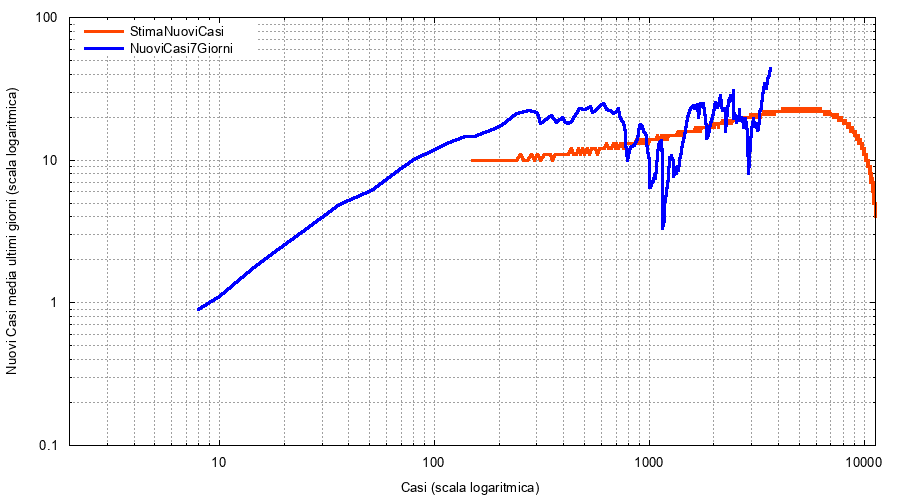 100
10
1
0.1
StimaNuoviCasi
NuoviCasi7Giorni
Nuovi Casi media ultimi giorni (scala logaritmica)
10
100
1000
10000
Casi (scala logaritmica)